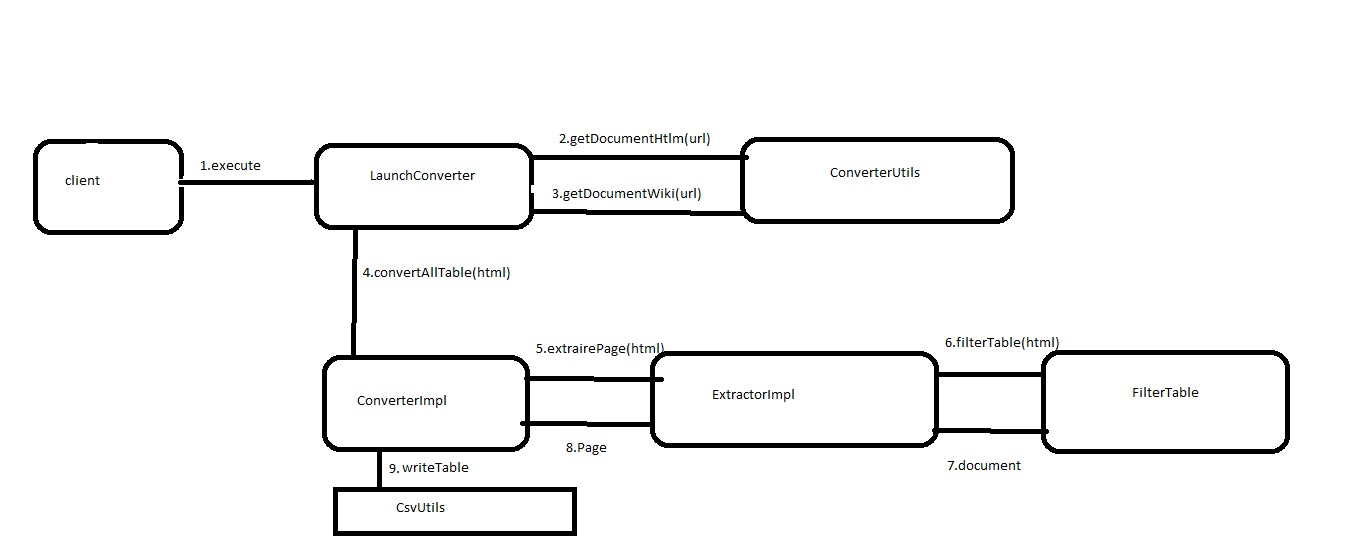 2.getDocumentHtlm(url)
1.execute
client
LaunchConverter
ConverterUtils
3.getDocumentWiki(url)
4.convertAllTable(html)
5.extrairePage(html)
6.filterTable(html)
ConverterImpl
ExtractorImpl
FilterTable
8.Page
9. writeTable
7.document
CsvUtils